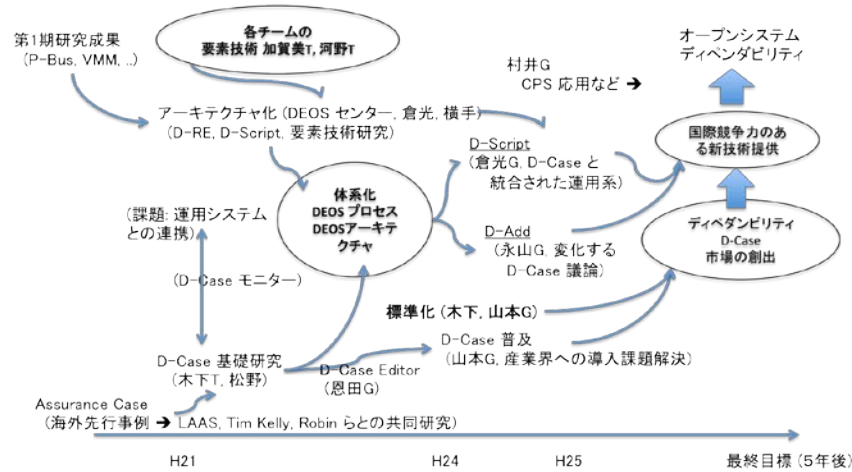 第1期研究成果
(P-Bus, VMM, ..)
各チームの
要素技術 加賀美T, 河野T
オープンシステム
ディペンダビリティ
村井G
CPS 応用など ➔
アーキテクチャ化 (DEOS センター, 倉光, 横手)
(D-RE, D-Script, 要素技術研究)
国際競争力のあ
る新技術提供
D-Script
(倉光G, D-Case と
統合された運用系)
体系化
DEOS プロセス
DEOSアーキテ
クチャ
(課題: 運用システム
との連携)
D-Add
(永山G, 変化する
D-Case 議論)
ディペダンビリティ
D-Case
市場の創出
(D-Case モニター)
標準化 (木下, 山本G)
D-Case 普及
(山本G, 産業界への導入課題解決)
D-Case 基礎研究
(木下T, 松野)
D-Case Editor
(恩田G)
Assurance Case
(海外先行事例 ➔ LAAS, Tim Kelly, Robin らとの共同研究)
H21
H24
H25
最終目標 (5年後)